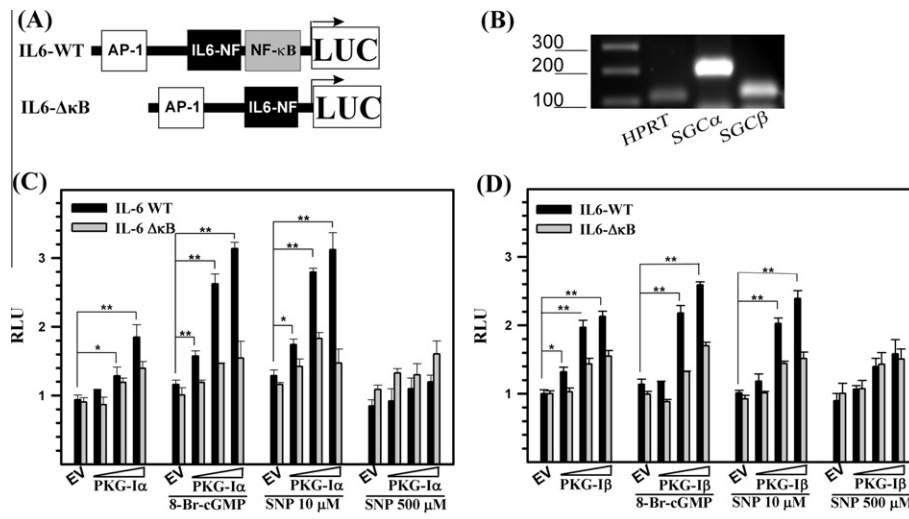 (A)
IL6-WT
AP-1
IL6-NF
NF-κB
LUC
IL6-ΔκB
AP-1
IL6-NF
LUC
(B)
300
200
100
HPRT
SGCα
SGCβ
(C)
IL-6 WT
IL-6 ΔκB
RLU
3
2
1
0
*
**
**
**
**
*
**
**
EV
PKG-Iα
EV
PKG-Iα
8-Br-cGMP
EV
PKG-Iα
SNP 10 μM
EV
PKG-Iα
SNP 500 μM
(D)
IL6-WT
IL6-ΔκB
RLU
3
2
1
0
*
**
**
**
**
**
**
EV
PKG-Iβ
EV
PKG-Iβ
8-Br-cGMP
EV
PKG-Iβ
SNP 10 μM
EV
PKG-Iβ
SNP 500 μM